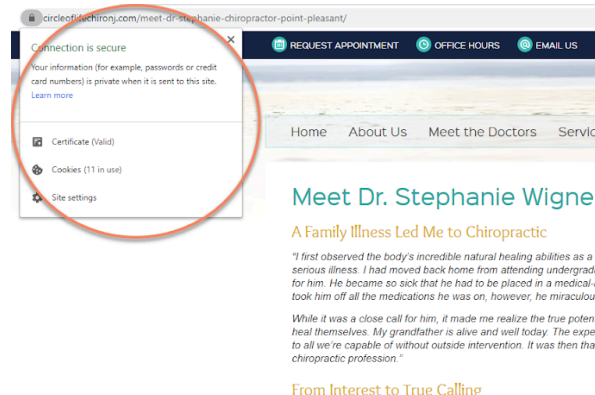 circleoflifechironj.com/meet-dr-stephanie-chiropractor-point-pleasant/
Connection is secure
Your information (for example, passwords or credit
card numbers) is private when it is sent to this site.
Learn more
Certificate (Valid)
Cookies (11 in use)
Site settings
REQUEST APPOINTMENT OFFICE HOURS EMAIL US
Home About Us Meet the Doctors Servic
Meet Dr. Stephanie Wigne
A Family Illness Led Me to Chiropractic
"I first observed the body's incredible natural healing abilities as a
serious illness. I had moved back home from attending undergradu
for him. He became so sick that he had to be placed in a medical-
took him off all the medications he was on, however, he miraculou
While it was a close call for him, it made me realize the true poten
heal themselves. My grandfather is alive and well today. The expe
to all we're capable of without outside intervention. It was then tha
chiropractic profession."
From Interest to True Calling